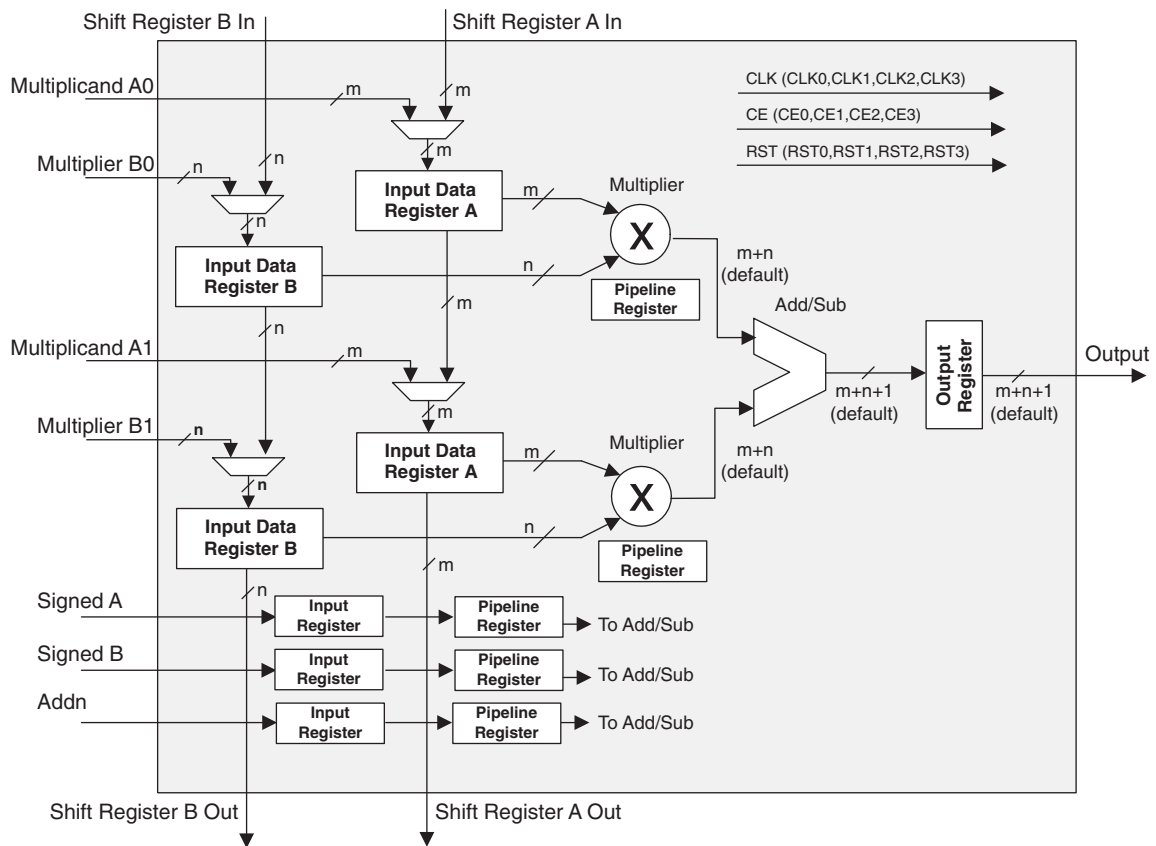 Shift Register B In
Shift Register A In
Multiplicand A0
m
m
CLK (CLK0,CLK1,CLK2,CLK3)
CE (CE0,CE1,CE2,CE3)
RST (RST0,RST1,RST2,RST3)
m
Multiplier B0
n
n
n
Input Data
Register A
m
Multiplier
X
Input Data
Register B
n
m+n
(default)
Pipeline
Register
n
m
Add/Sub
Multiplicand A1
m
m
Output
Register
Output
m+n+1
(default)
m+n+1
(default)
Multiplier B1
n
n
Input Data
Register A
m
Multiplier
X
m+n
(default)
Input Data
Register B
n
Pipeline
Register
m
n
Signed A
Input
Register
Pipeline
Register
To Add/Sub
Signed B
Input
Register
Pipeline
Register
To Add/Sub
Addn
Input
Register
Pipeline
Register
To Add/Sub
Shift Register B Out
Shift Register A Out